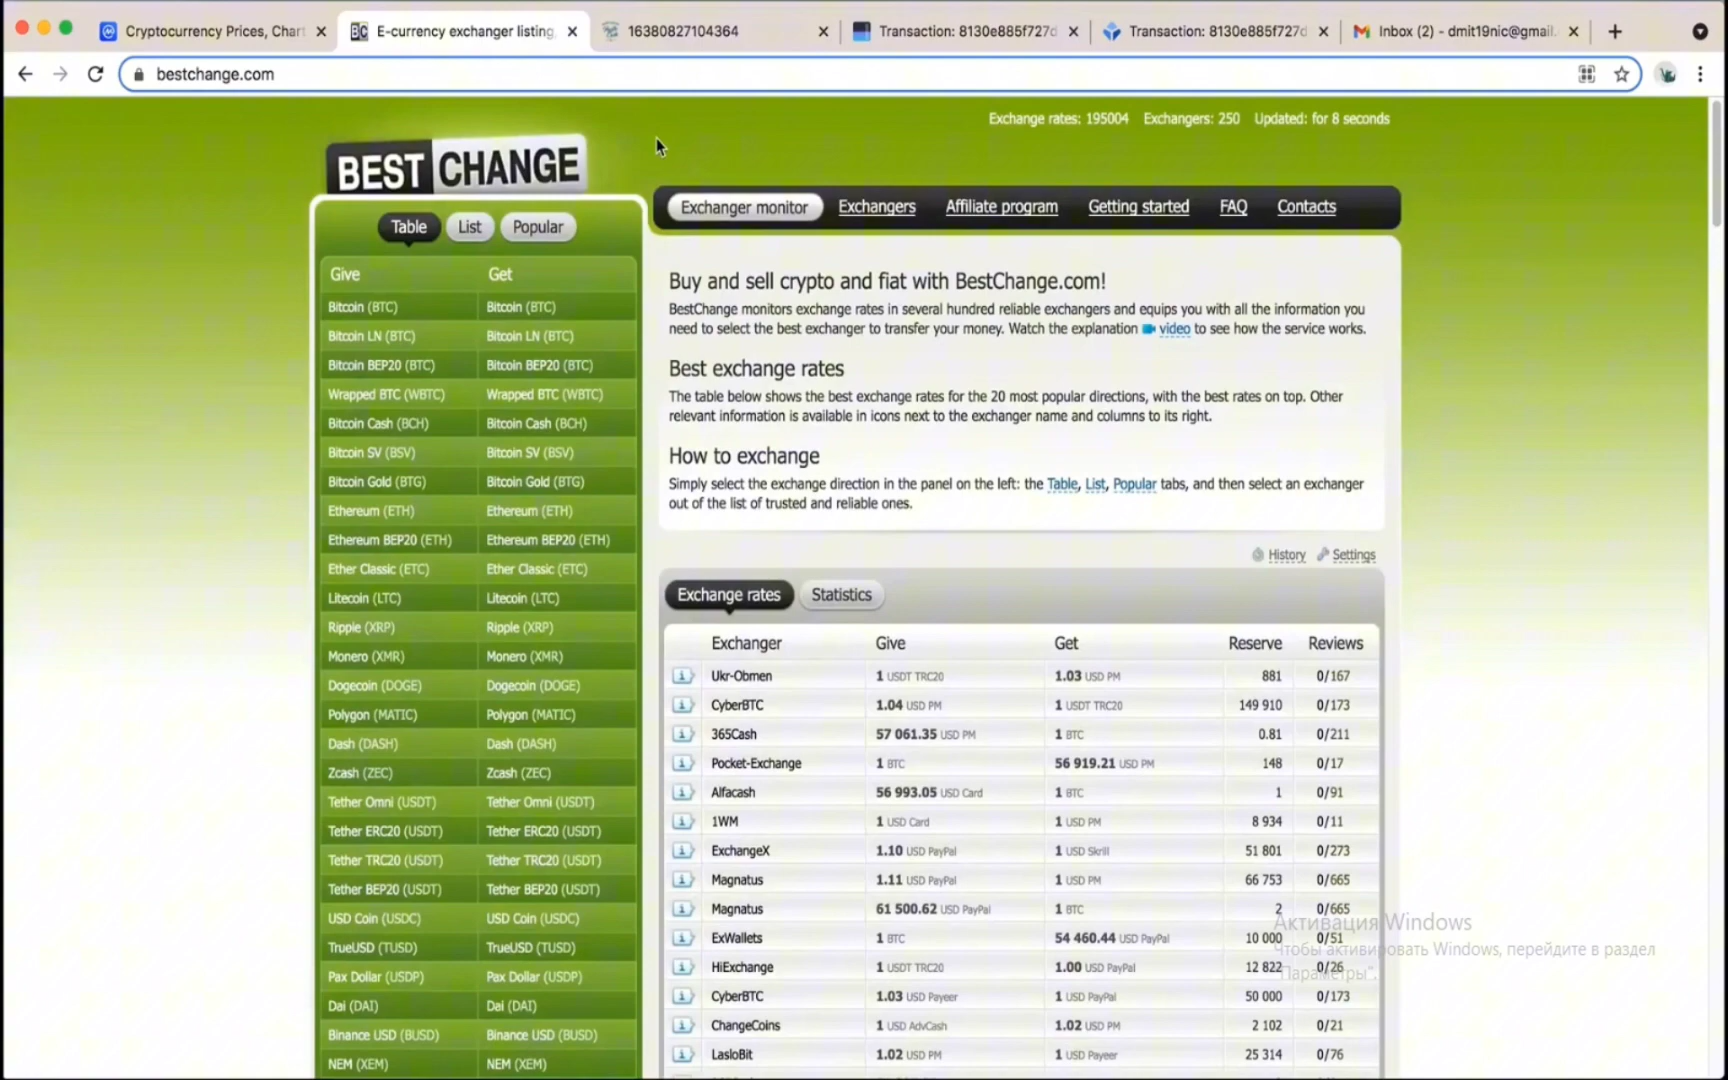 Cryptocurrency Prices, Chart
E-currency exchanger listing,
16380827104364
Transaction: 8130e885f727d
Transaction: 8130e885f727d
Inbox (2) - dmit19nic@gmail.
bestchange.com
Exchange rates: 195004 Exchangers: 250 Updated: for 8 seconds
BESTCHANGE
Exchanger monitor Exchangers Affiliate program Getting started FAQ Contacts
Table List Popular
Give Get
Bitcoin (BTC) Bitcoin (BTC)
Bitcoin LN (BTC) Bitcoin LN (BTC)
Bitcoin BEP20 (BTC) Bitcoin BEP20 (BTC)
Wrapped BTC (WBTC) Wrapped BTC (WBTC)
Bitcoin Cash (BCH) Bitcoin Cash (BCH)
Bitcoin SV (BSV) Bitcoin SV (BSV)
Bitcoin Gold (BTG) Bitcoin Gold (BTG)
Ethereum (ETH) Ethereum (ETH)
Ethereum BEP20 (ETH) Ethereum BEP20 (ETH)
Ether Classic (ETC) Ether Classic (ETC)
Litecoin (LTC) Litecoin (LTC)
Ripple (XRP) Ripple (XRP)
Monero (XMR) Monero (XMR)
Dogecoin (DOGE) Dogecoin (DOGE)
Polygon (MATIC) Polygon (MATIC)
Dash (DASH) Dash (DASH)
Zcash (ZEC) Zcash (ZEC)
Tether Omni (USDT) Tether Omni (USDT)
Tether ERC20 (USDT) Tether ERC20 (USDT)
Tether TRC20 (USDT) Tether TRC20 (USDT)
Tether BEP20 (USDT) Tether BEP20 (USDT)
USD Coin (USDC) USD Coin (USDC)
TrueUSD (TUSD) TrueUSD (TUSD)
Pax Dollar (USDP) Pax Dollar (USDP)
Dai (DAI) Dai (DAI)
Binance USD (BUSD) Binance USD (BUSD)
NEM (XEM) NEM (XEM)
Buy and sell crypto and fiat with BestChange.com!
BestChange monitors exchange rates in several hundred reliable exchangers and equips you with all the information you
need to select the best exchanger to transfer your money. Watch the explanation video to see how the service works.
Best exchange rates
The table below shows the best exchange rates for the 20 most popular directions, with the best rates on top. Other
relevant information is available in icons next to the exchanger name and columns to its right.
How to exchange
Simply select the exchange direction in the panel on the left: the Table, List, Popular tabs, and then select an exchanger
out of the list of trusted and reliable ones.
History Settings
Exchange rates Statistics
Exchanger Give Get Reserve Reviews
Ukr-Obmen 1 USDT TRC20 1.03 USD PM 881 0/167
CyberBTC 1.04 USD PM 1 USDT TRC20 149 910 0/173
365Cash 57 061.35 USD PM 1 BTC 0.81 0/211
Pocket-Exchange 1 BTC 56 919.21 USD PM 148 0/17
Alfacash 56 993.05 USD Card 1 BTC 1 0/91
1WM 1 USD Card 1 USD PM 8 934 0/11
ExchangeX 1.10 USD PayPal 1 USD Skrill 51 801 0/273
Magnatus 1.11 USD PayPal 1 USD PM 66 753 0/665
Magnatus 61 500.62 USD PayPal 1 BTC 2 0/665
ExWallets 1 BTC 54 460.44 USD PayPal 10 000 0/51
HiExchange 1 USDT TRC20 1.00 USD PayPal 12 822 0/26
CyberBTC 1.03 USD Payeer 1 USD PayPal 50 000 0/173
ChangeCoins 1 USD AdvCash 1.02 USD PM 2 102 0/21
LasloBit 1.02 USD PM 1 USD Payeer 25 314 0/76
Активация Windows
Чтобы активировать Windows, перейдите в раздел
"Параметры".